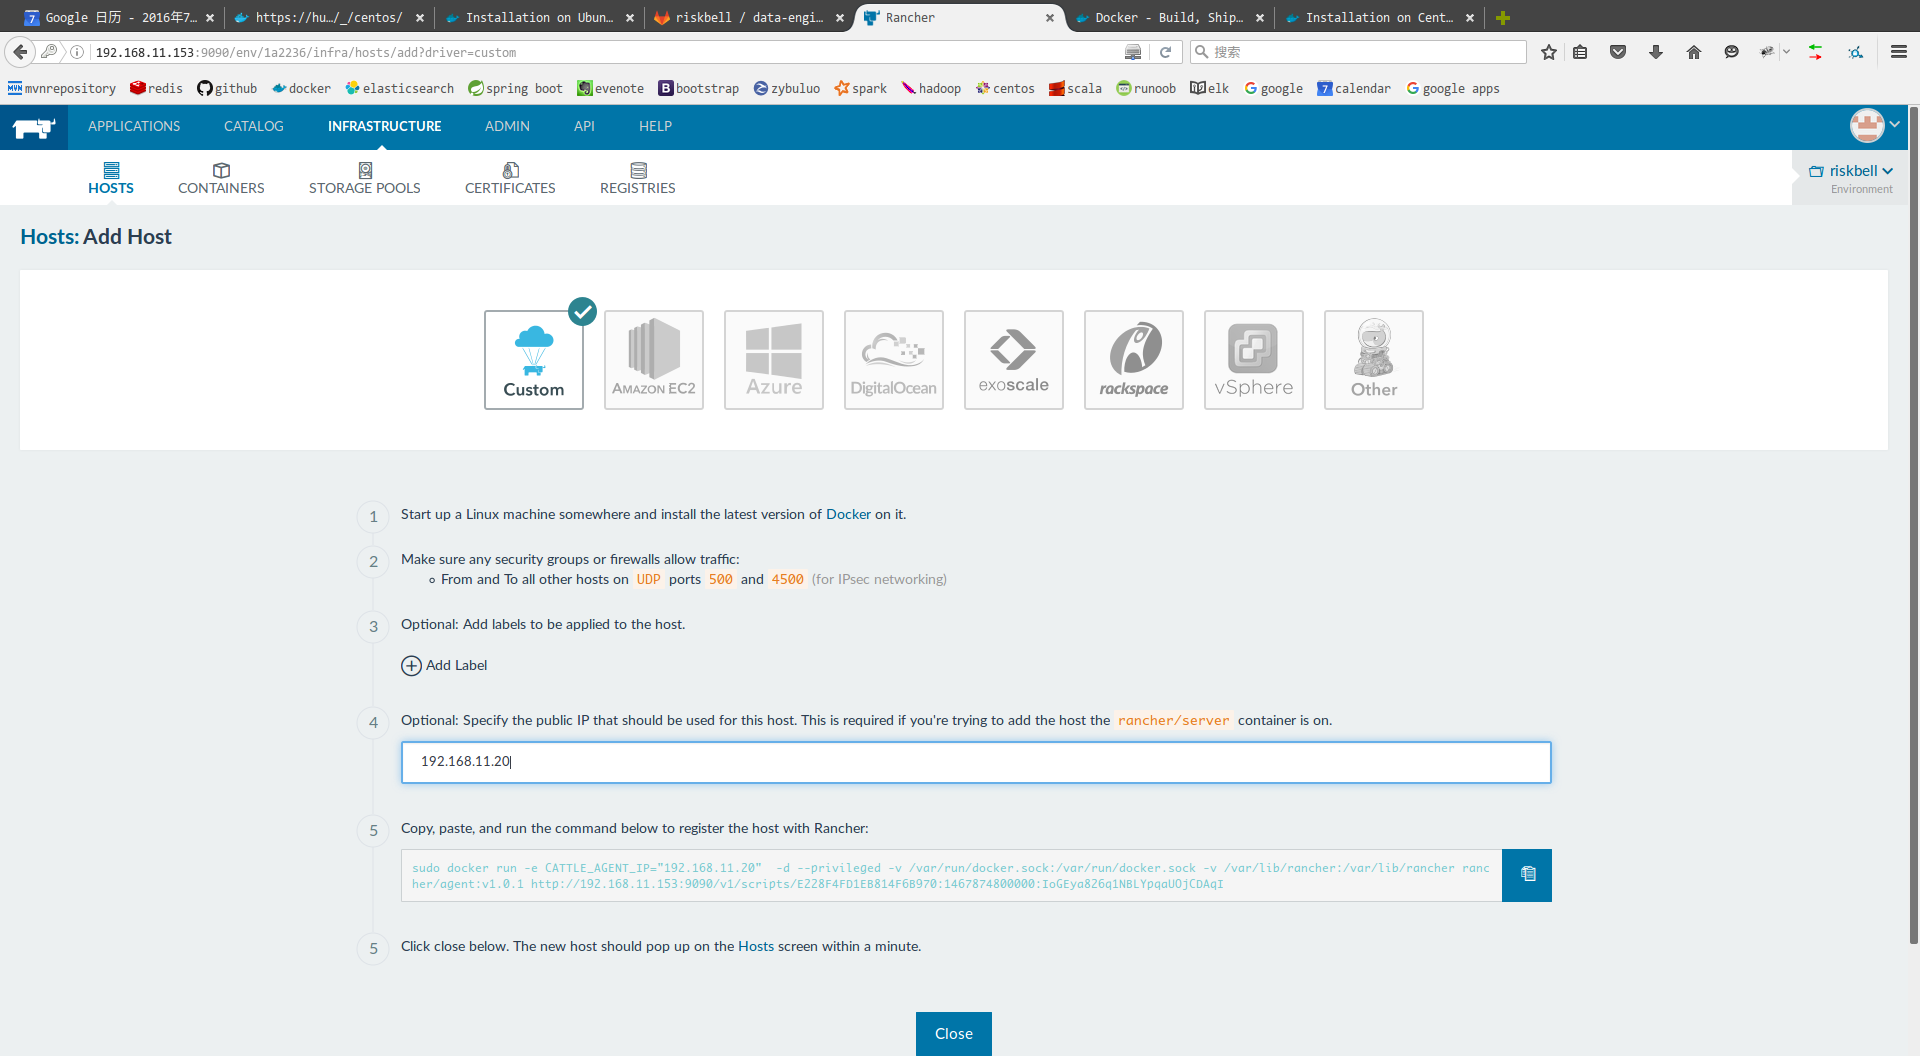 Google 日历 - 2016年7...
https://hu.../_/centos/
Installation on Ubun...
riskbell / data-engi...
Rancher
Docker - Build, Ship...
Installation on Cent...
192.168.11.153:9090/env/1a2236/infra/hosts/add?driver=custom
搜索
mvnrepository redis github docker elasticsearch spring boot evenote bootstrap zybuluo spark hadoop centos scala runoob elk google calendar google apps
APPLICATIONS CATALOG INFRASTRUCTURE ADMIN API HELP
HOSTS CONTAINERS STORAGE POOLS CERTIFICATES REGISTRIES
riskbell
Environment
Hosts: Add Host
Custom
AMAZON EC2
Azure
DigitalOcean
exoscale
rackspace
vSphere
Other
1 Start up a Linux machine somewhere and install the latest version of Docker on it.
2 Make sure any security groups or firewalls allow traffic:
From and To all other hosts on UDP ports 500 and 4500 (for IPsec networking)
3 Optional: Add labels to be applied to the host.
Add Label
4 Optional: Specify the public IP that should be used for this host. This is required if you're trying to add the host the rancher/server container is on.
192.168.11.20
5 Copy, paste, and run the command below to register the host with Rancher:
sudo docker run -e CATTLE_AGENT_IP="192.168.11.20"  -d --privileged -v /var/run/docker.sock:/var/run/docker.sock -v /var/lib/rancher:/var/lib/rancher ranc
her/agent:v1.0.1 http://192.168.11.153:9090/v1/scripts/E228F4FD1EB814F6B970:1467874800000:IoGEya826q1NBLYpqaUOjCDAqI
5 Click close below. The new host should pop up on the Hosts screen within a minute.
Close